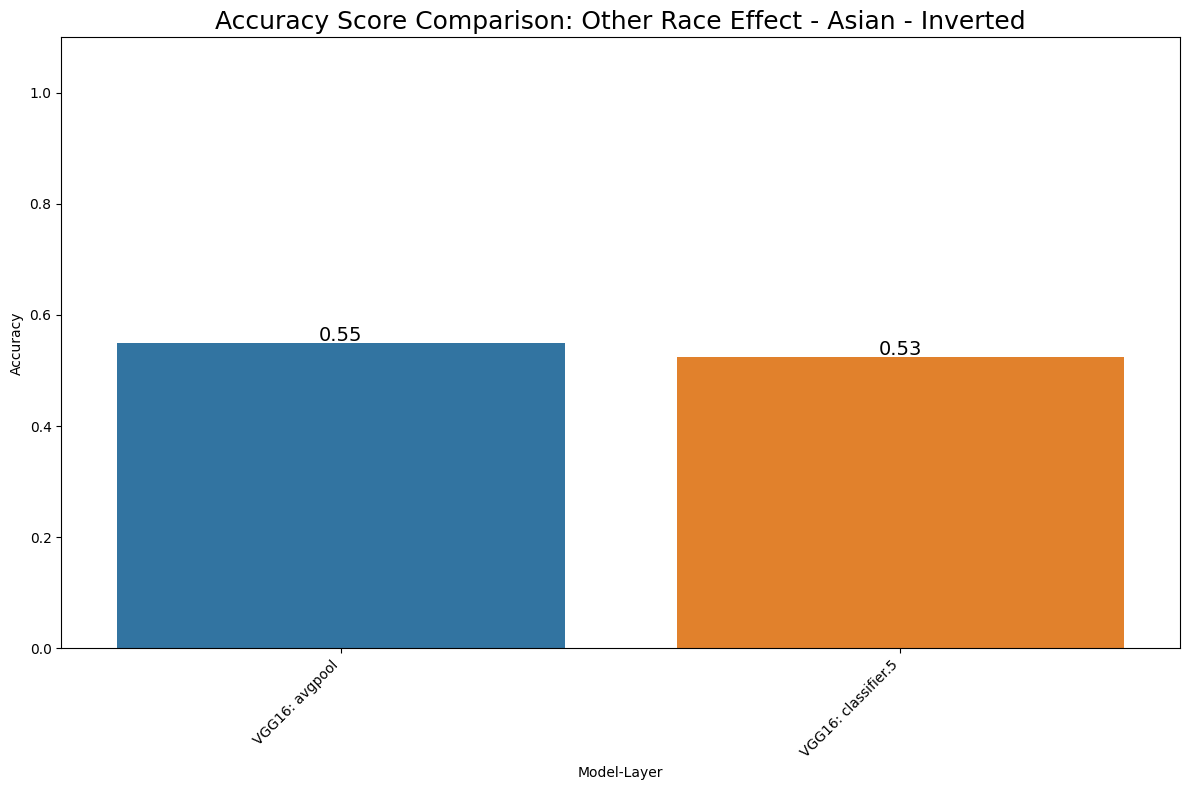 Accuracy Score Comparison: Other Race Effect - Asian - Inverted
1.0
0.8
0.6
0.4
0.2
0.0
Accuracy
0.55
0.53
VGG16: avgpool
VGG16: classifier.5
Model-Layer